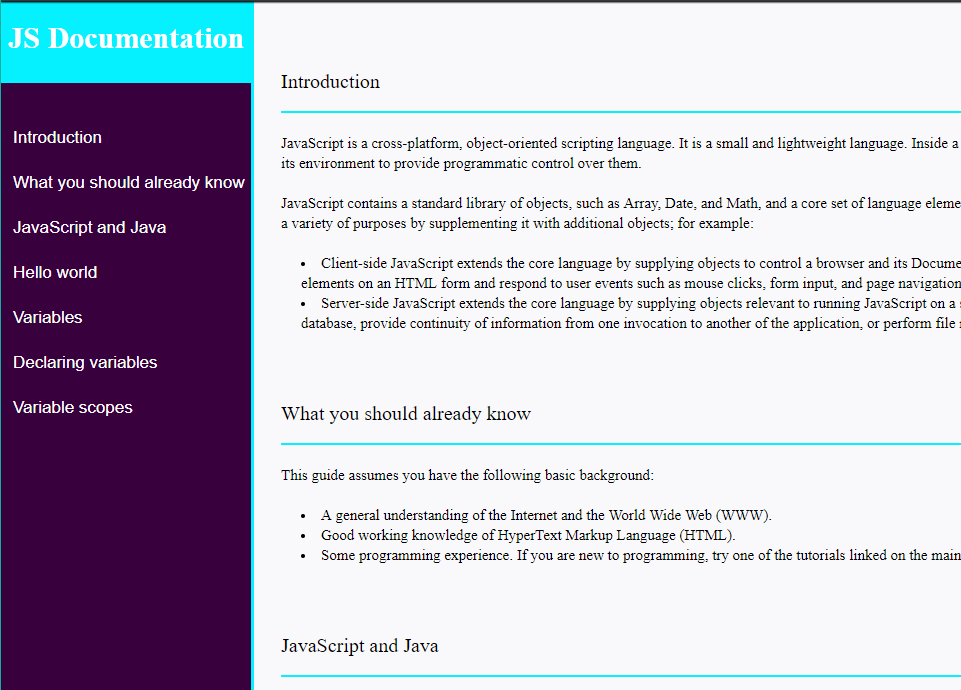 JS Documentation
Introduction
What you should already know
JavaScript and Java
Hello world
Variables
Declaring variables
Variable scopes
Introduction
JavaScript is a cross-platform, object-oriented scripting language. It is a small and lightweight language. Inside a
its environment to provide programmatic control over them.
JavaScript contains a standard library of objects, such as Array, Date, and Math, and a core set of language eleme
a variety of purposes by supplementing it with additional objects; for example:
• Client-side JavaScript extends the core language by supplying objects to control a browser and its Docume
elements on an HTML form and respond to user events such as mouse clicks, form input, and page navigation
• Server-side JavaScript extends the core language by supplying objects relevant to running JavaScript on a
database, provide continuity of information from one invocation to another of the application, or perform file
What you should already know
This guide assumes you have the following basic background:
• A general understanding of the Internet and the World Wide Web (WWW).
• Good working knowledge of HyperText Markup Language (HTML).
• Some programming experience. If you are new to programming, try one of the tutorials linked on the main
JavaScript and Java